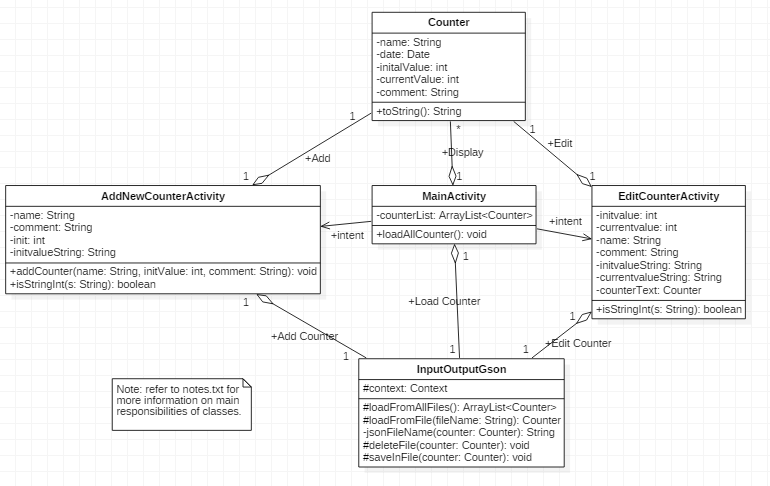 Counter
-name: String
-date: Date
-initalValue: int
-currentValue: int
-comment: String
+toString(): String
1
*
1
+Add
+Display
+Edit
1
1
1
AddNewCounterActivity
-name: String
-comment: String
-init: int
-initvalueString: String
+addCounter(name: String, initValue: int, comment: String): void
+isStringInt(s: String): boolean
MainActivity
-counterList: ArrayList<Counter>
+loadAllCounter(): void
EditCounterActivity
-initvalue: int
-currentvalue: int
-name: String
-comment: String
-initvalueString: String
-currentvalueString: String
-counterText: Counter
+isStringInt(s: String): boolean
+intent
+intent
1
1
1
+Add Counter
+Load Counter
+Edit Counter
1
1
1
InputOutputGson
#context: Context
#loadFromAllFiles(): ArrayList<Counter>
#loadFromFile(fileName: String): Counter
-jsonFileName(counter: Counter): String
#deleteFile(counter: Counter): void
#saveInFile(counter: Counter): void
Note: refer to notes.txt for
more information on main
responsibilities of classes.